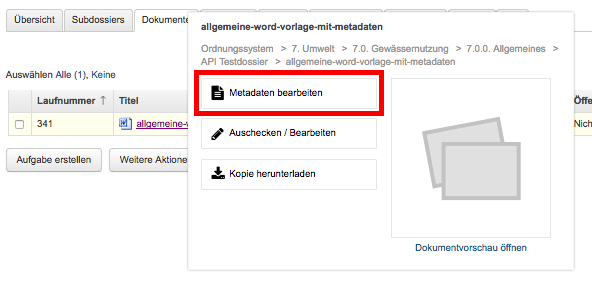 Übersicht
Subdossiers
Dokumente
allgemeine-word-vorlage-mit-metadaten
Ordnungssystem > 7. Umwelt > 7.0. Gewässernutzung > 7.0.0. Allgemeines >
API Testdossier > allgemeine-word-vorlage-mit-metadaten
Auswählen Alle (1), Keine
Metadaten bearbeiten
Laufnummer ↑ Titel
341 allgemeine-v
Nich
Auschecken / Bearbeiten
Aufgabe erstellen
Weitere Aktione
Kopie herunterladen
Dokumentvorschau öffnen